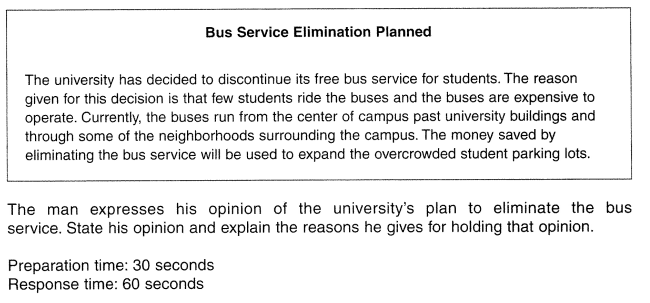 Bus Service Elimination Planned
The university has decided to discontinue its free bus service for students. The reason
given for this decision is that few students ride the buses and the buses are expensive to
operate. Currently, the buses run from the center of campus past university buildings and
through some of the neighborhoods surrounding the campus. The money saved by
eliminating the bus service will be used to expand the overcrowded student parking lots.
The man expresses his opinion of the university's plan to eliminate the bus
service. State his opinion and explain the reasons he gives for holding that opinion.
Preparation time: 30 seconds
Response time: 60 seconds